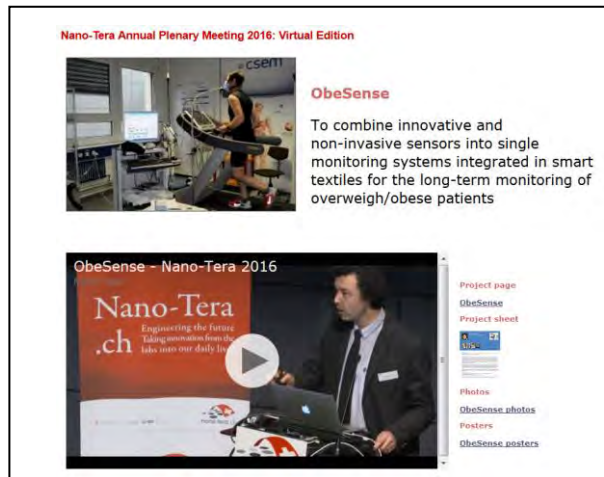 Nano-Tera Annual Plenary Meeting 2016: Virtual Edition
csem
ObeSense
To combine innovative and
non-invasive sensors into single
monitoring systems integrated in smart
textiles for the long-term monitoring of
overweigh/obese patients
ObeSense - Nano-Tera 2016
Nano-Tera
.ch
Engineering the future
Taking innovation from the
labs into our daily live
Project page
ObeSense
Project sheet
Photos
ObeSense photos
Posters
ObeSense posters